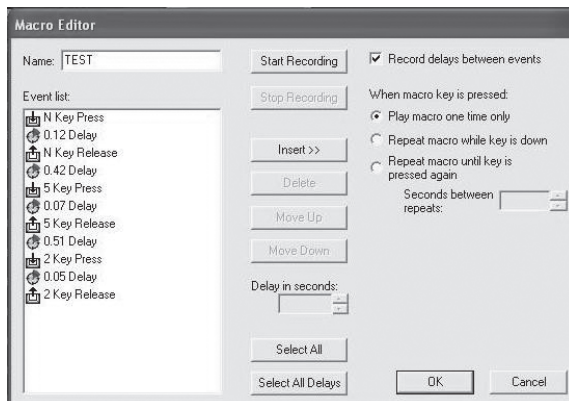 Macro Editor
Name: TEST
Event list:
N Key Press
0.12 Delay
N Key Release
0.42 Delay
5 Key Press
0.07 Delay
5 Key Release
0.51 Delay
2 Key Press
0.05 Delay
2 Key Release
Start Recording
Stop Recording
Insert >>
Delete
Move Up
Move Down
Delay in seconds:
Select All
Select All Delays
Record delays between events
When macro key is pressed:
Play macro one time only
Repeat macro while key is down
Repeat macro until key is
pressed again
Seconds between
repeats:
OK
Cancel